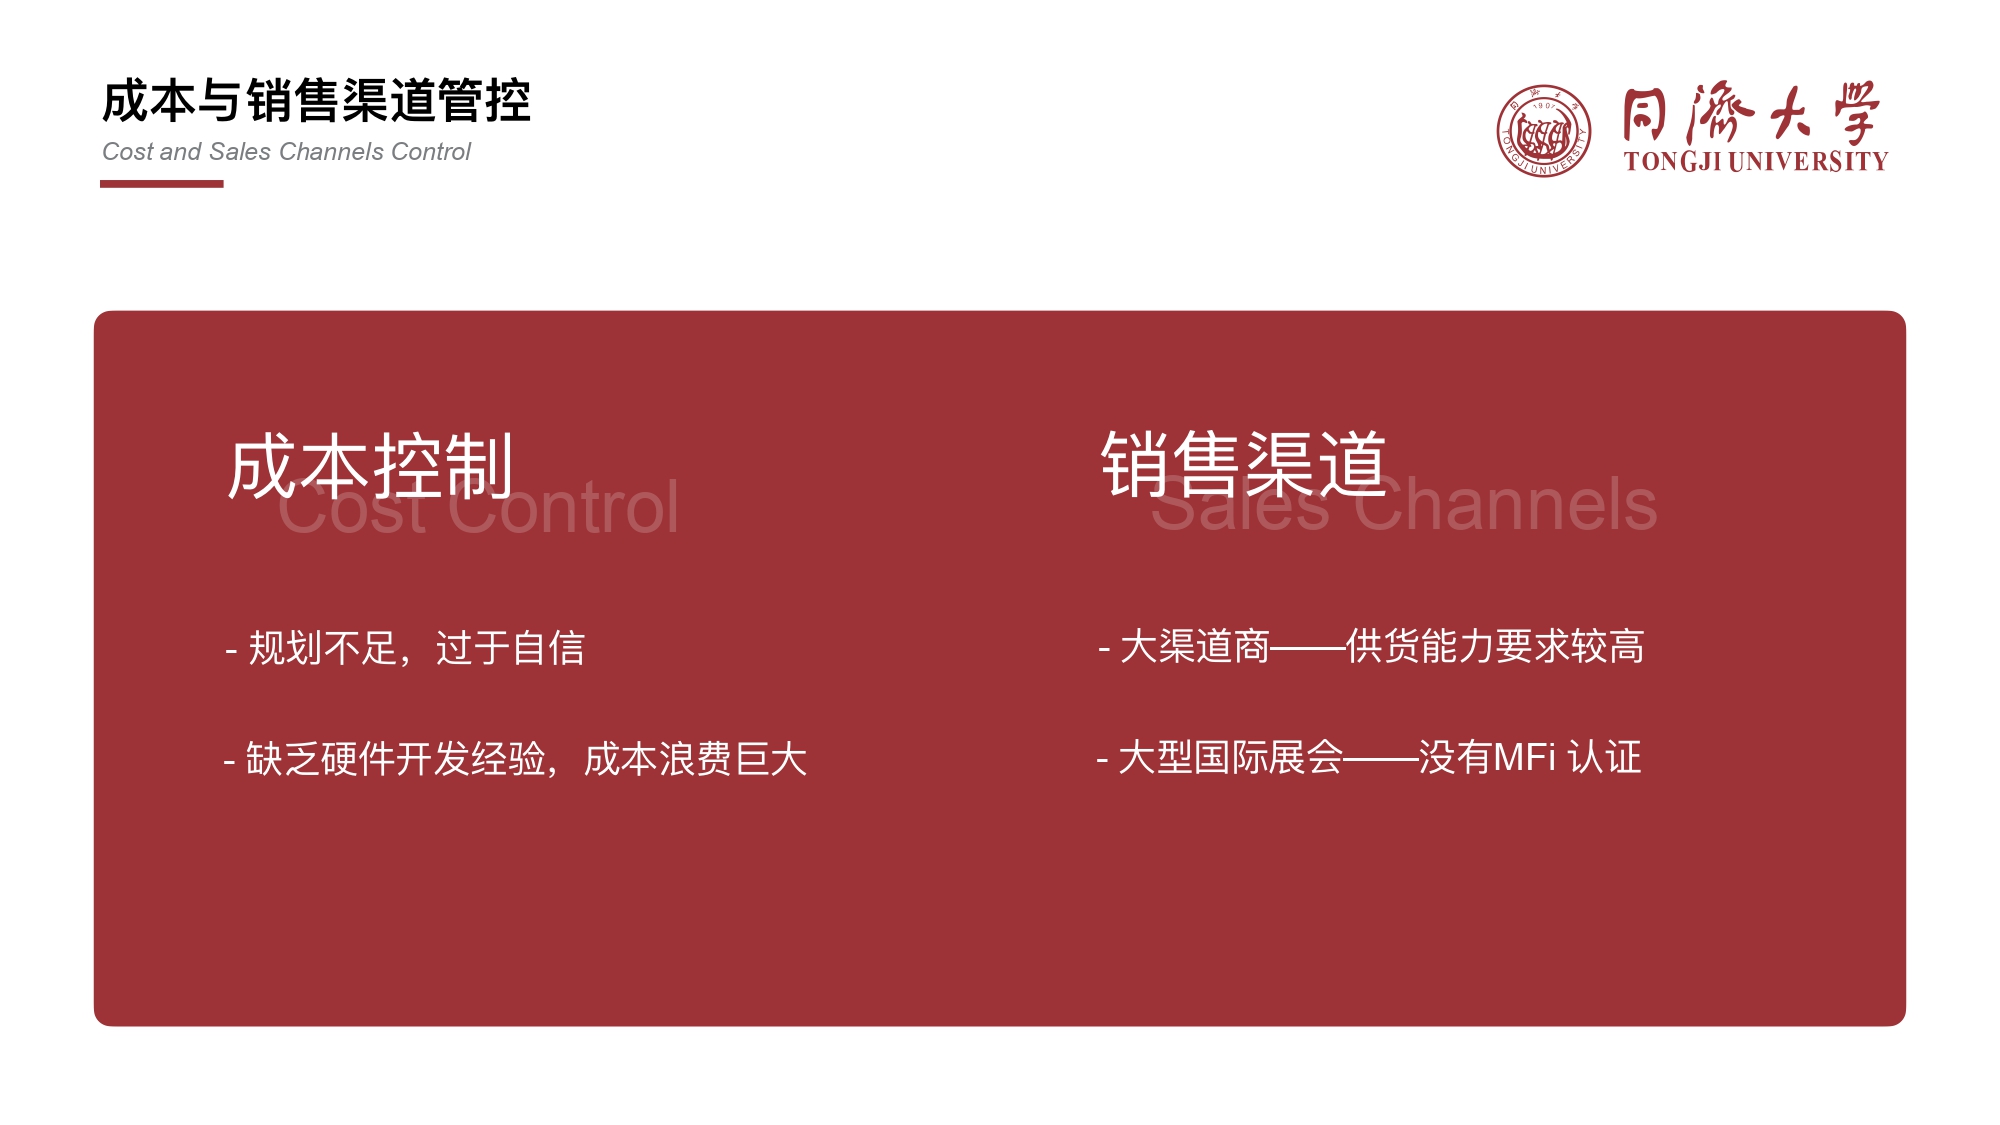 成本与销售渠道管控
Cost and Sales Channels Control
同濟大学
TONGJI UNIVERSITY
1907
TONGJI UNIVERSITY
成本控制
Cost Control
- 规划不足，过于自信
- 缺乏硬件开发经验，成本浪费巨大
销售渠道
Sales Channels
- 大渠道商——供货能力要求较高
- 大型国际展会——没有MFi 认证